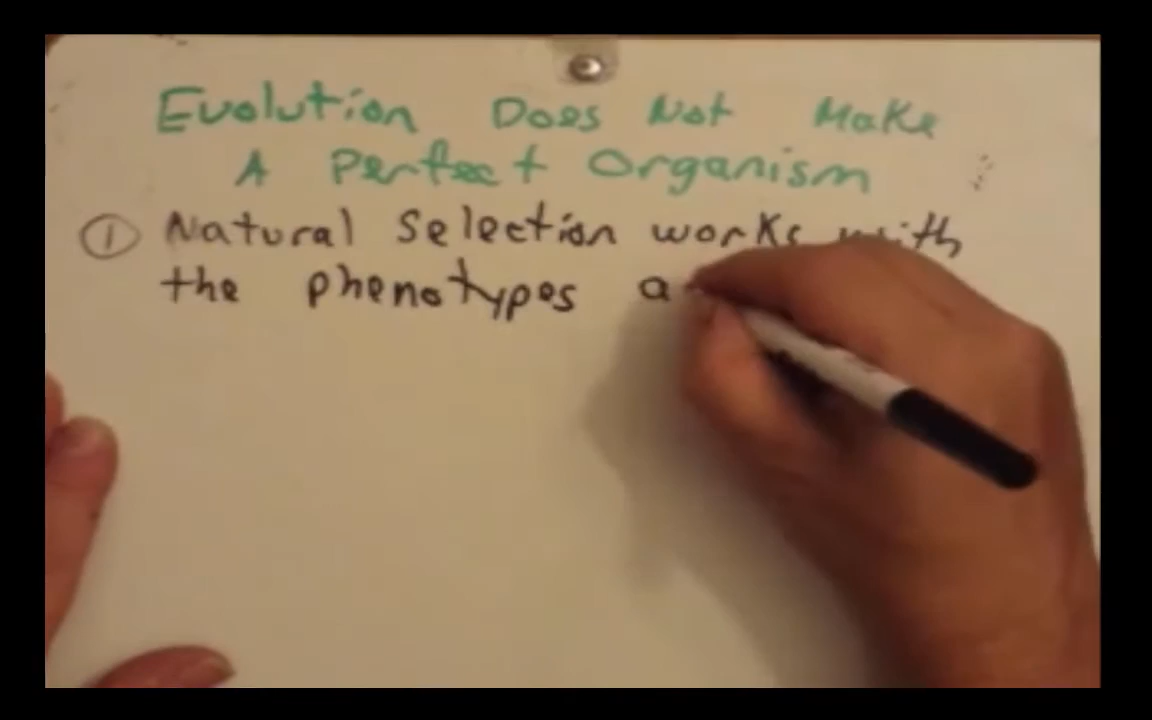 Evolution Does Not Make
A Perfect Organism
① Natural Selection works with
the phenotypes a